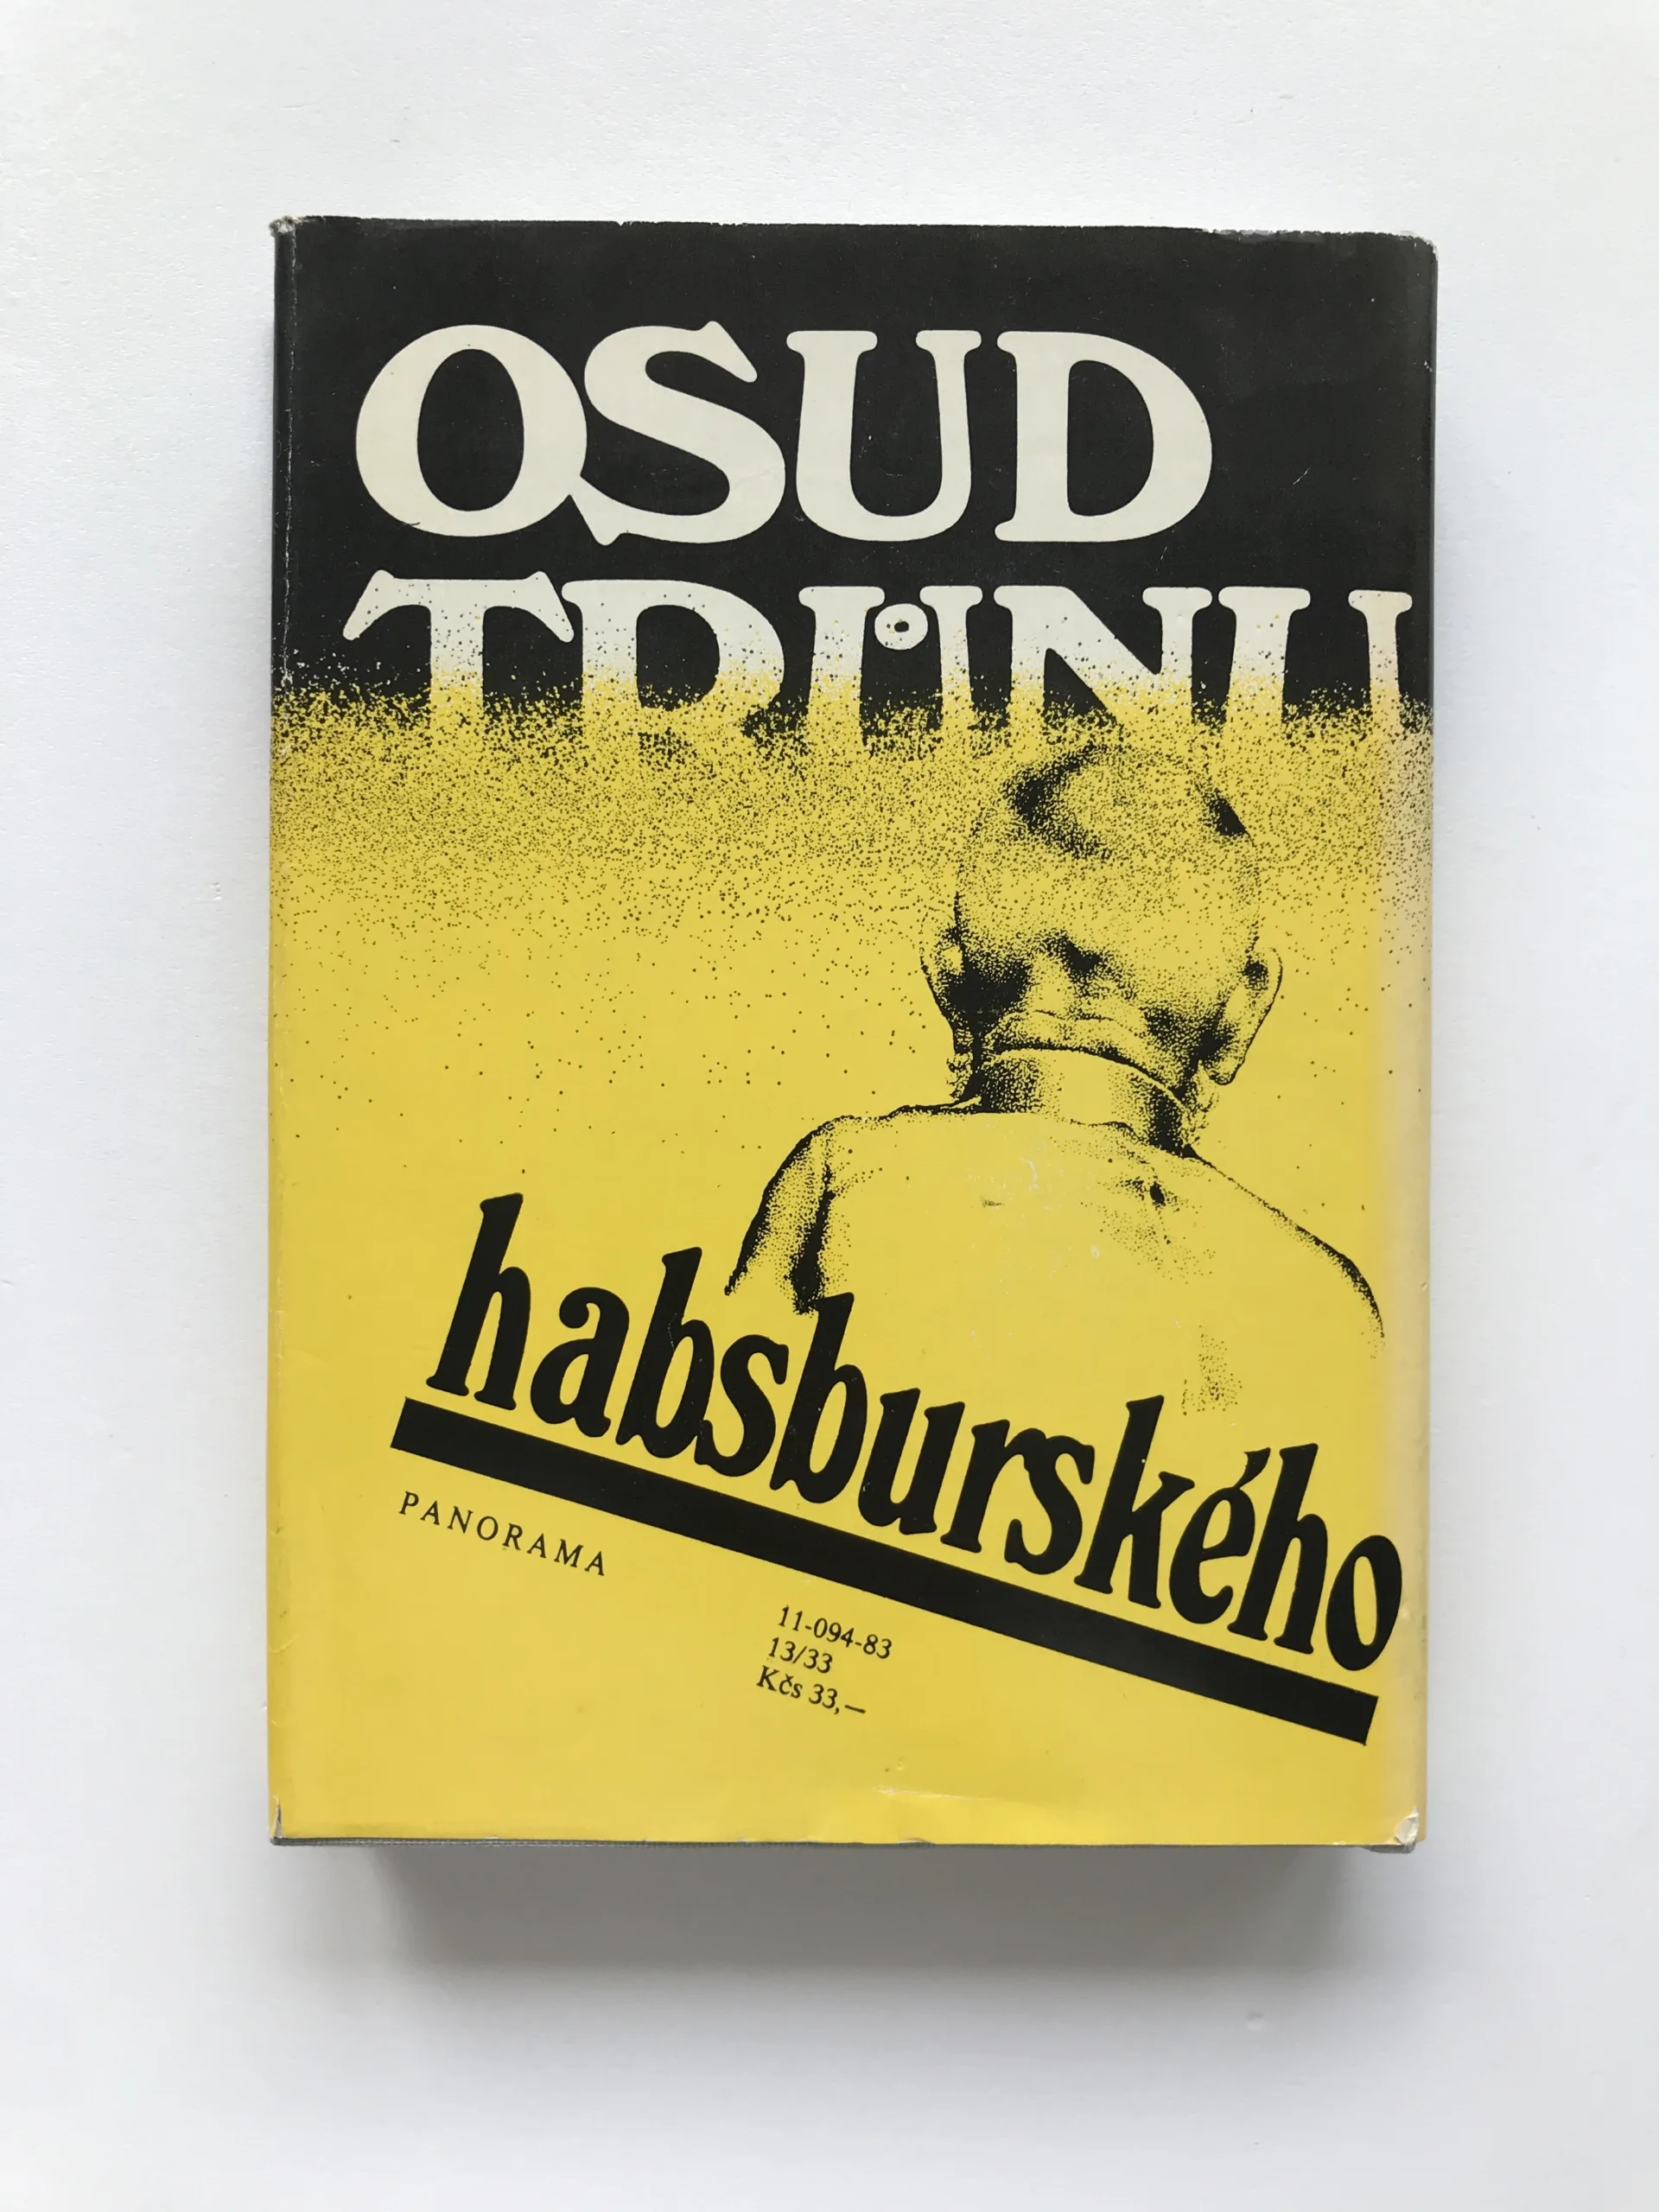 OSUD
TRŮNU
habsburského
PANORAMA
11-094-83
13/33
Kčs 33,—